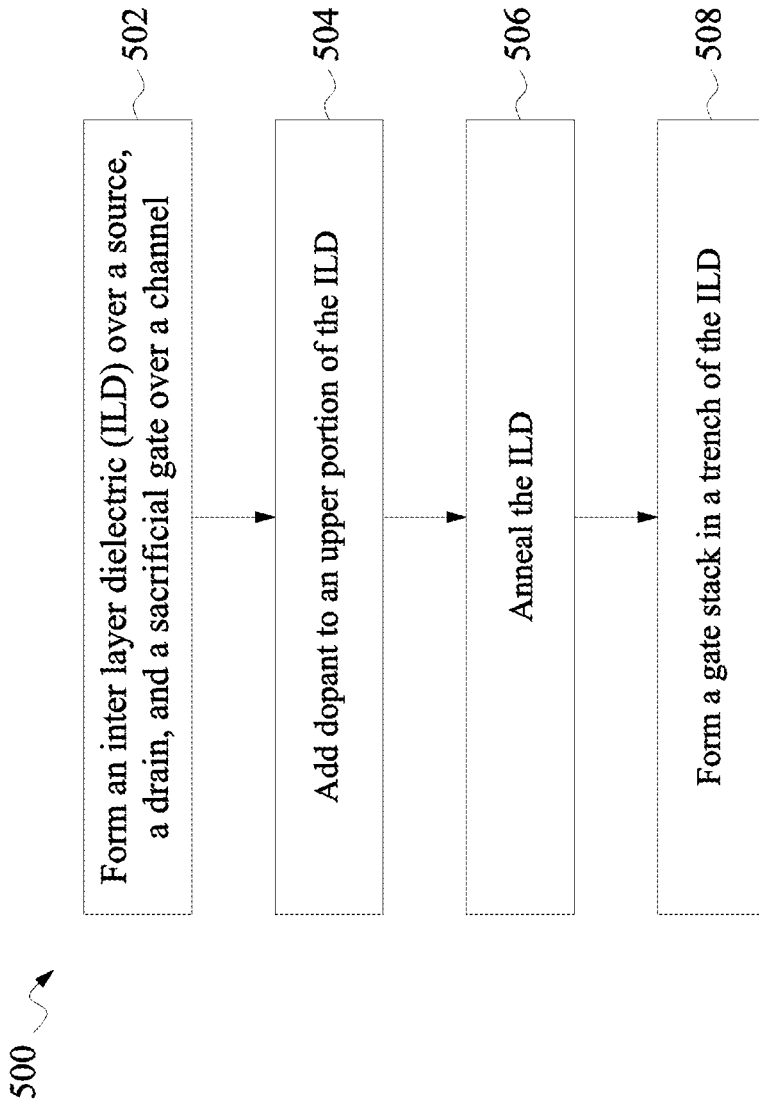 500
Form an inter layer dielectric (ILD) over a source,
a drain, and a sacrificial gate over a channel
502
Add dopant to an upper portion of the ILD
504
Anneal the ILD
506
Form a gate stack in a trench of the ILD
508